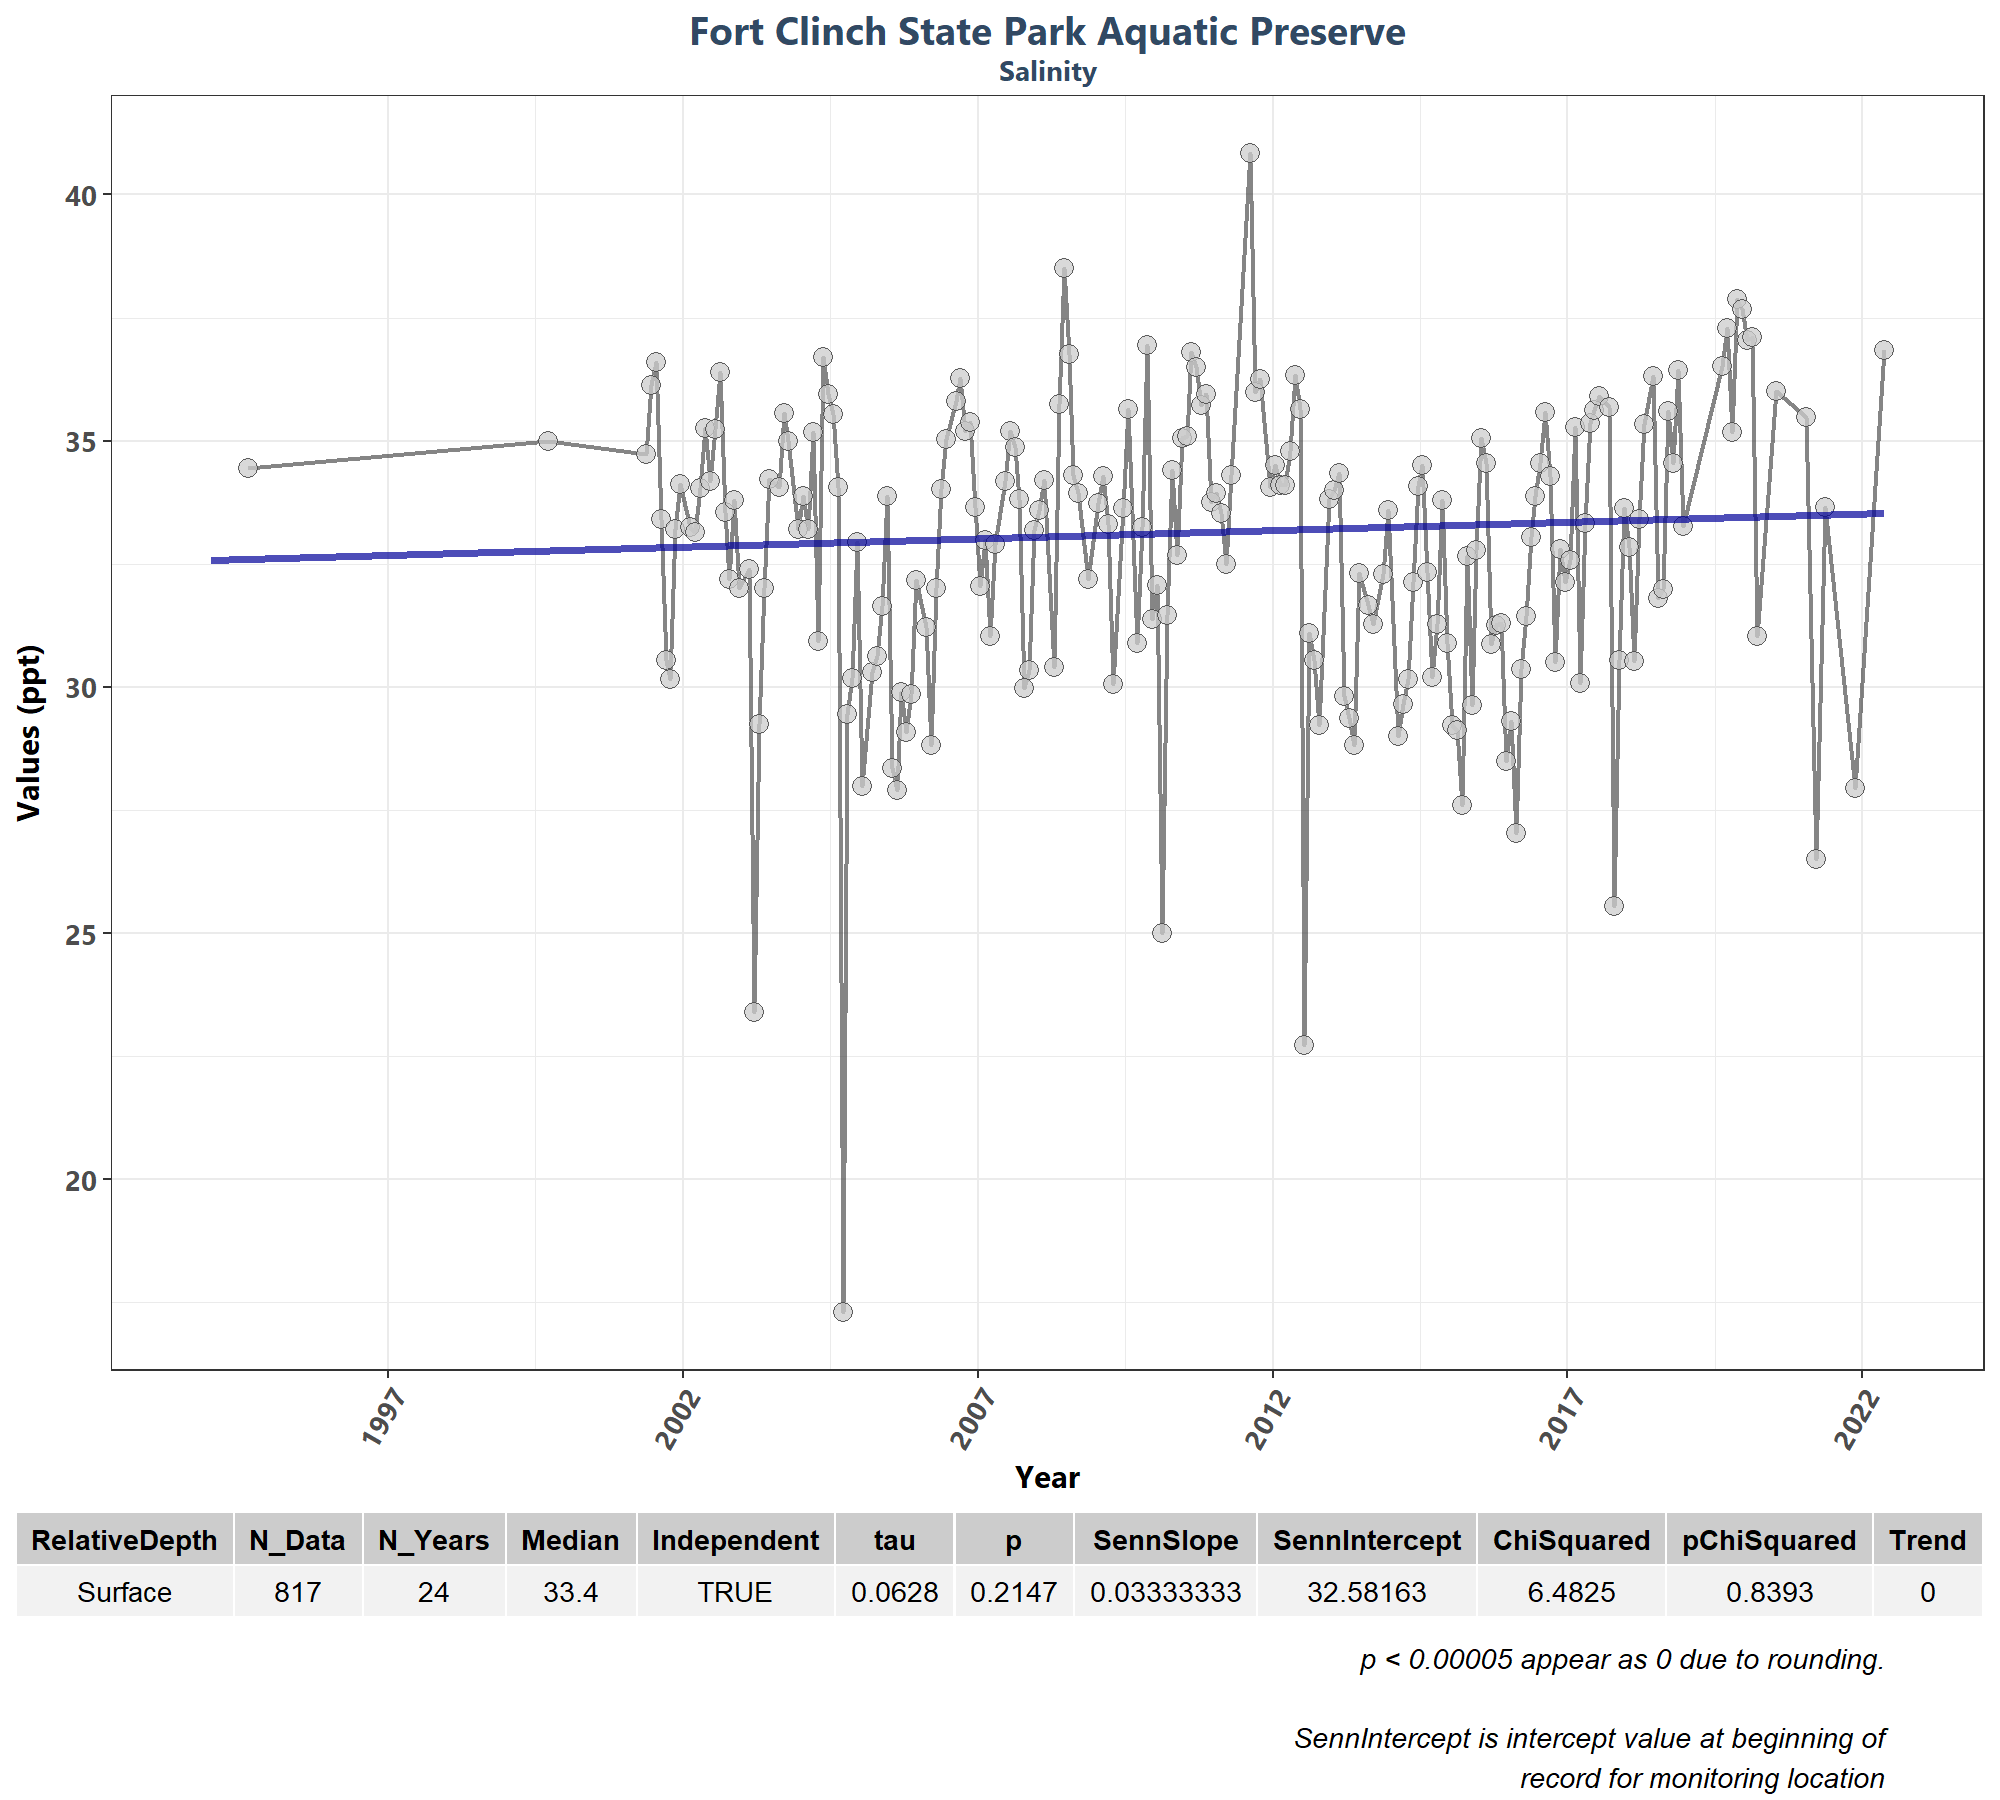 Fort Clinch State Park Aquatic Preserve
Salinity
Values (ppt)
40
35
30
25
20
1997
2002
2007
2012
2017
2022
Year
RelativeDepth N_Data N_Years Median Independent tau p SennSlope SennIntercept ChiSquared pChiSquared Trend
Surface 817 24 33.4 TRUE 0.0628 0.2147 0.03333333 32.58163 6.4825 0.8393 0
p < 0.00005 appear as 0 due to rounding.
SennIntercept is intercept value at beginning of
record for monitoring location